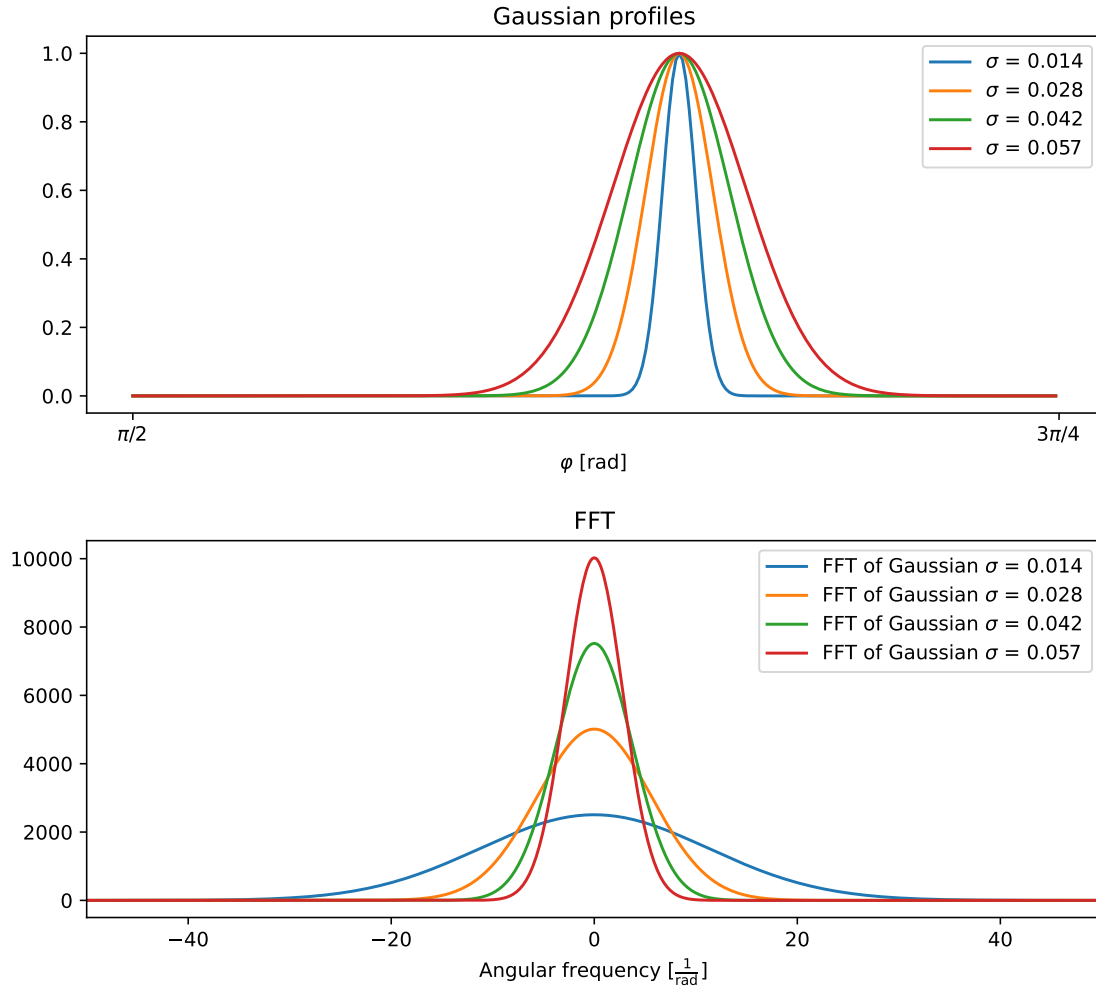 Gaussian profiles
1.0
0.8
0.6
0.4
0.2
0.0
σ = 0.014
σ = 0.028
σ = 0.042
σ = 0.057
π/2
3π/4
φ [rad]
FFT
10000
8000
6000
4000
2000
0
FFT of Gaussian σ = 0.014
FFT of Gaussian σ = 0.028
FFT of Gaussian σ = 0.042
FFT of Gaussian σ = 0.057
−40
−20
0
20
40
Angular frequency [1/rad]